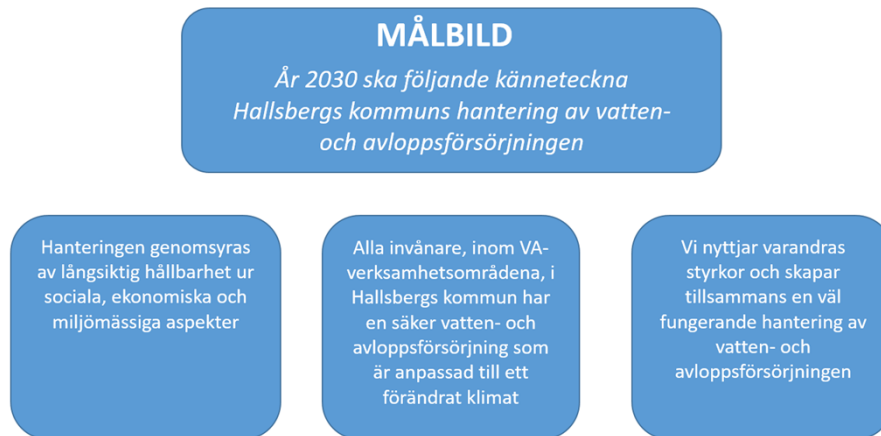 MÅLBILD
År 2030 ska följande känneteckna
Hallsbergs kommuns hantering av vatten-
och avloppsförsörjningen
Hanteringen genomsyras
av långsiktig hållbarhet ur
sociala, ekonomiska och
miljömässiga aspekter
Alla invånare, inom VA-
verksamhetsområdena, i
Hallsbergs kommun har
en säker vatten- och
avloppsförsörjning som
är anpassad till ett
förändrat klimat
Vi nyttjar varandras
styrkor och skapar
tillsammans en väl
fungerande hantering av
vatten- och
avloppsförsörjningen